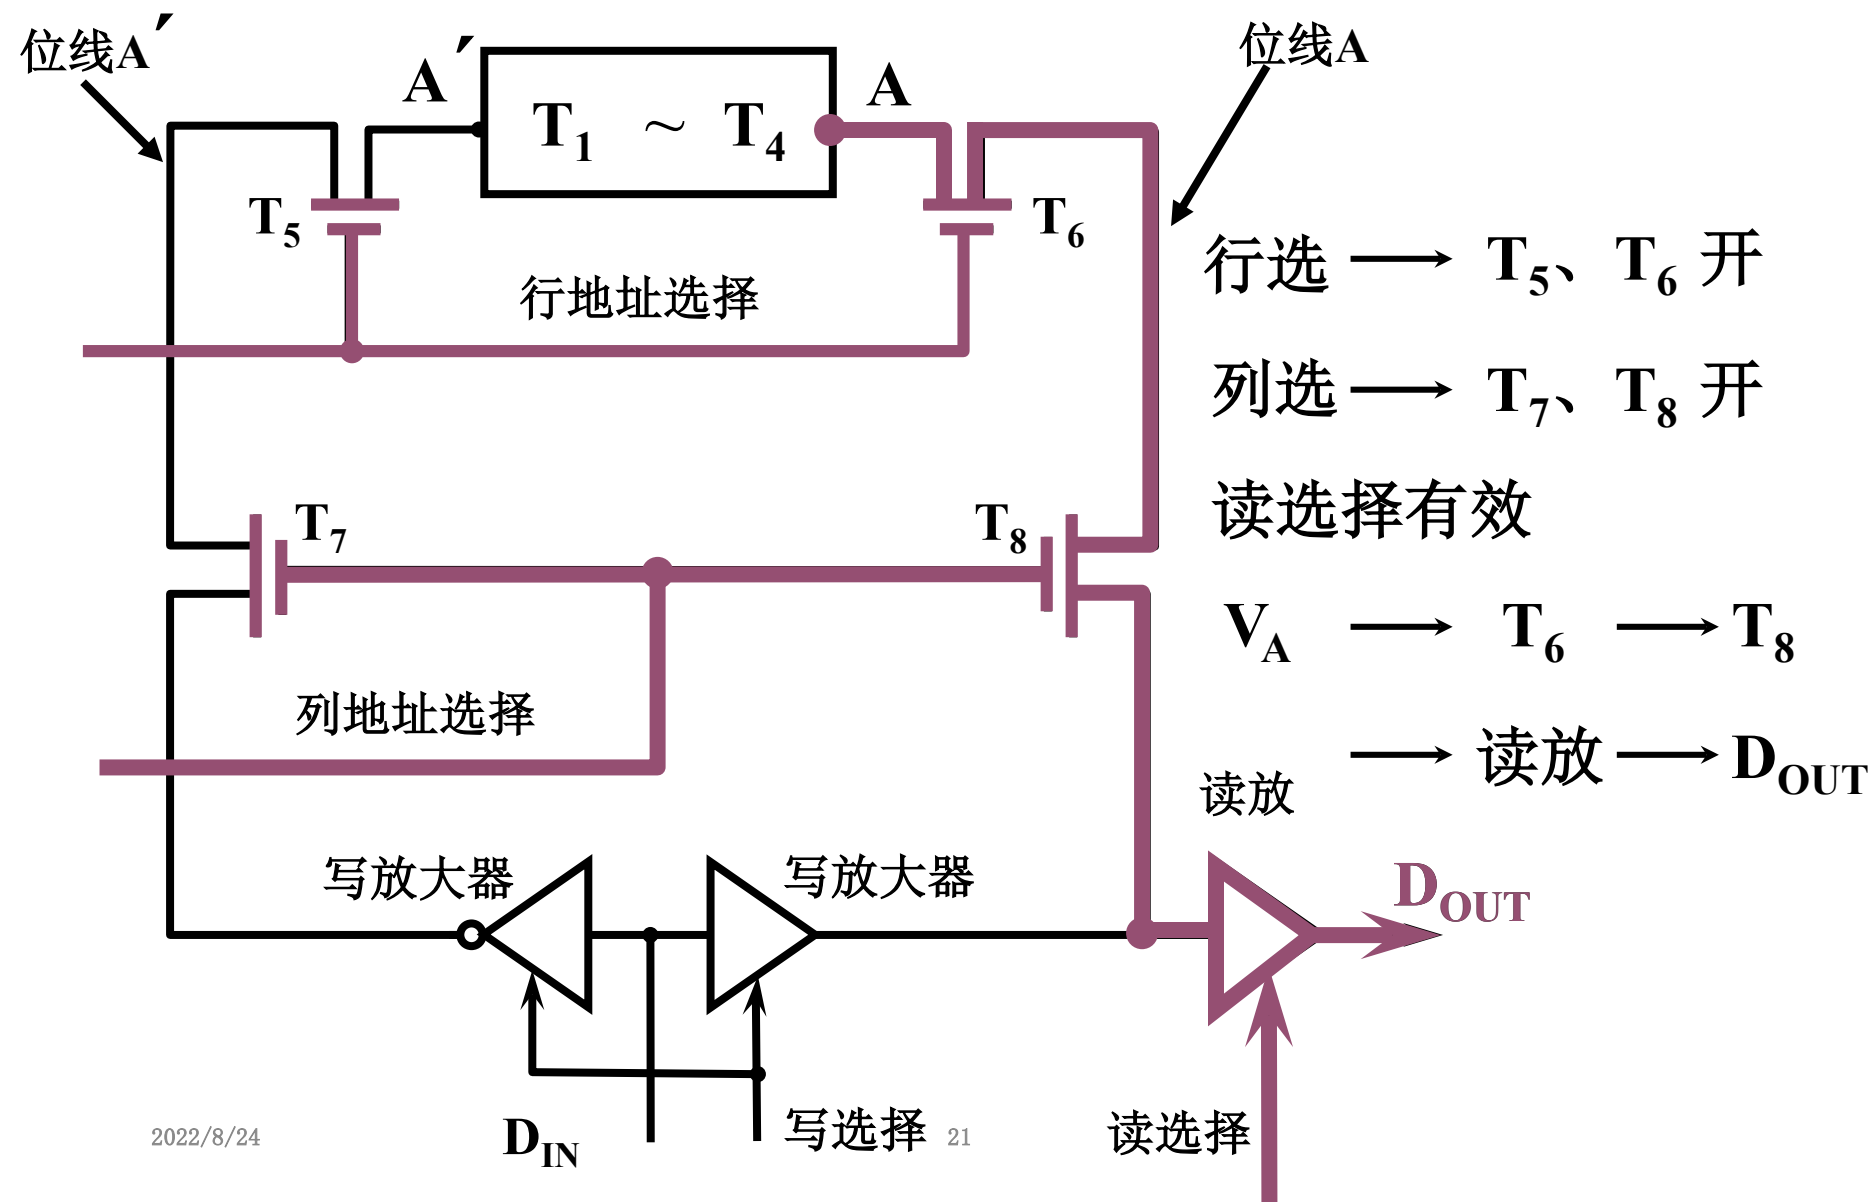 位线A′
A′
T1 ~ T4
A
位线A
T5
T6
行地址选择
行选 → T5、 T6 开
列选 → T7、 T8 开
读选择有效
T7
T8
VA → T6 → T8
→ 读放 → DOUT
列地址选择
读放
写放大器
写放大器
DOUT
2022/8/24
DIN
写选择
21
读选择